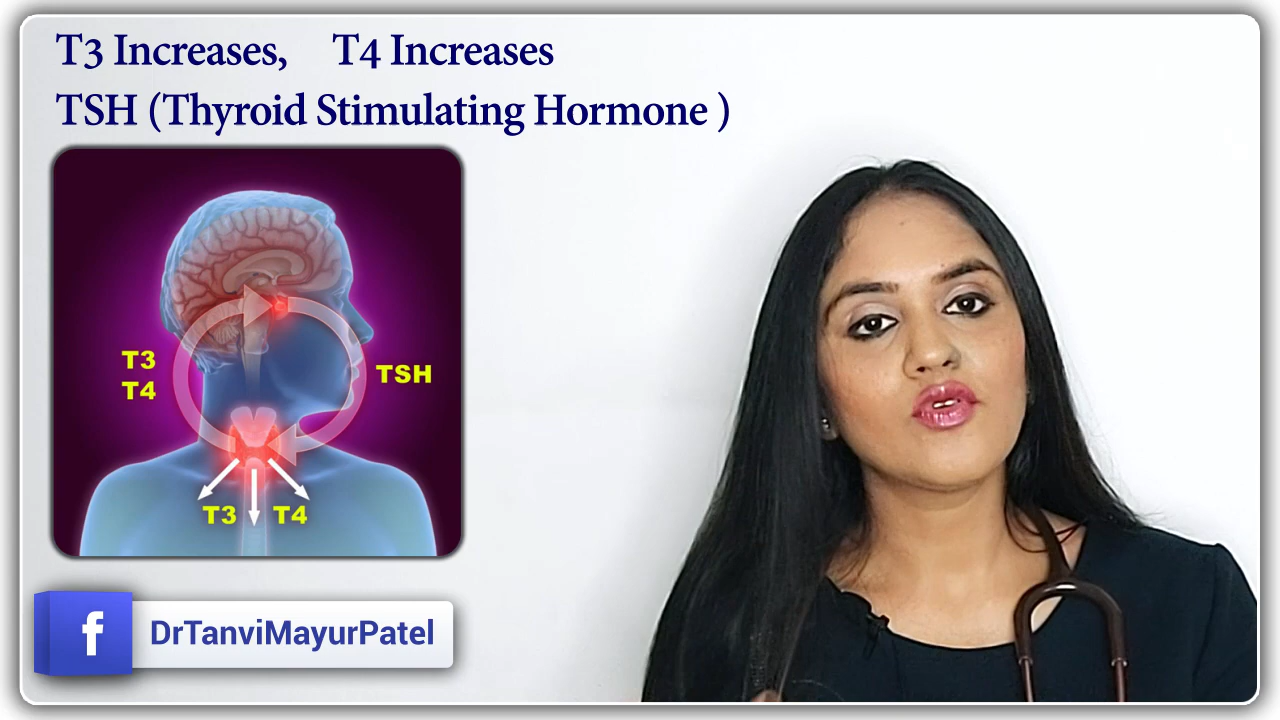 T3 Increases, T4 Increases
TSH (Thyroid Stimulating Hormone )
T3
T4
TSH
T3 T4
f DrTanviMayurPatel